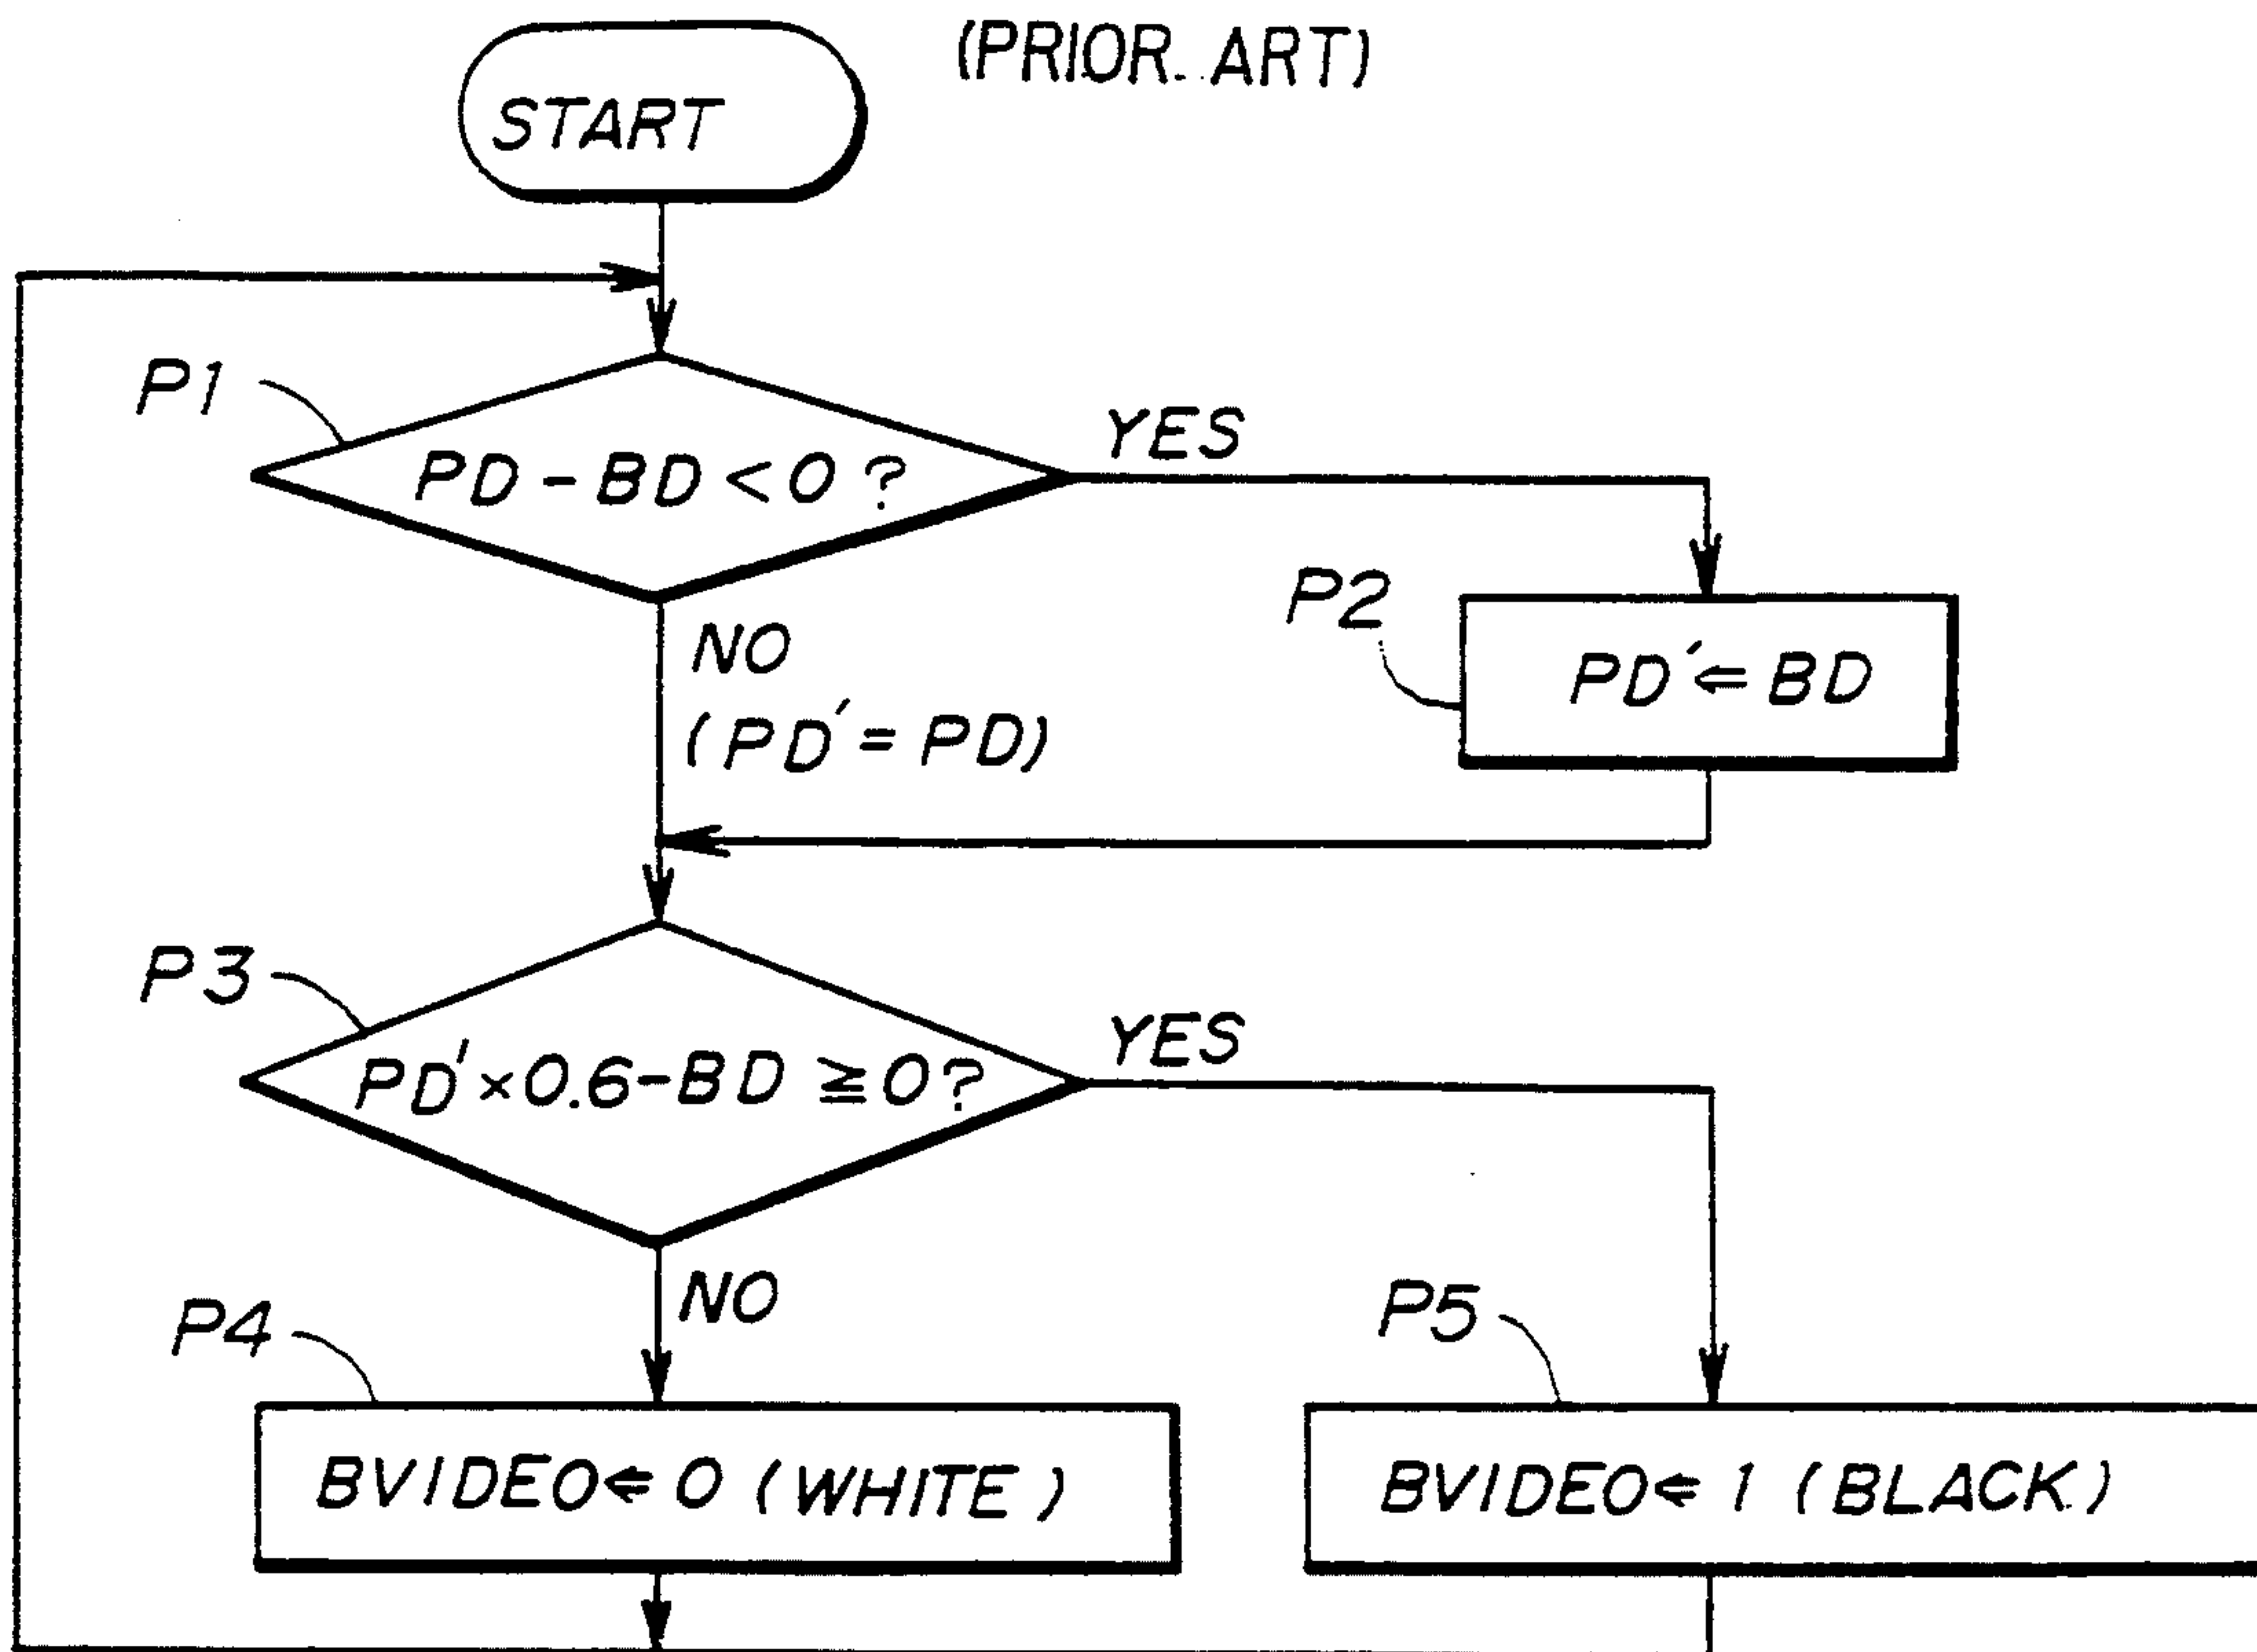 (PRIOR ART)
START
P1
PD - BD < 0 ?
YES
P2
PD' ⇐ BD
NO
(PD' = PD)
P3
PD' × 0.6 - BD ≧ 0 ?
YES
NO
P4
BVIDEO ⇐ 0 (WHITE)
P5
BVIDEO ⇐ 1 (BLACK)